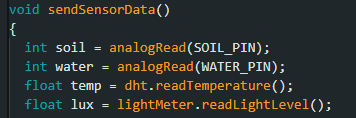 void sendSensorData()
{
  int soil = analogRead(SOIL_PIN);
  int water = analogRead(WATER_PIN);
  float temp = dht.readTemperature();
  float lux = lightMeter.readLightLevel();